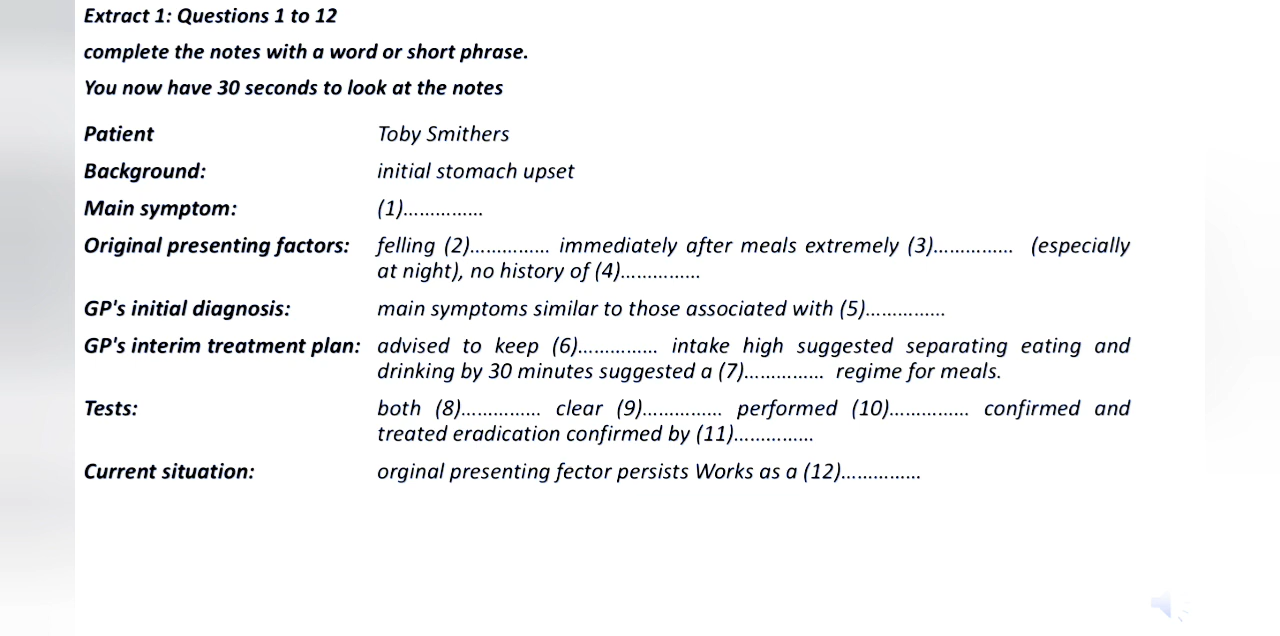 Extract 1: Questions 1 to 12
complete the notes with a word or short phrase.
You now have 30 seconds to look at the notes
Patient Toby Smithers
Background: initial stomach upset
Main symptom: (1)...............
Original presenting factors: felling (2)............... immediately after meals extremely (3)............... (especially
at night), no history of (4)...............
GP's initial diagnosis: main symptoms similar to those associated with (5)...............
GP's interim treatment plan: advised to keep (6)............... intake high suggested separating eating and
drinking by 30 minutes suggested a (7)............... regime for meals.
Tests: both (8)............... clear (9)............... performed (10)............... confirmed and
treated eradication confirmed by (11)...............
Current situation: orginal presenting fector persists Works as a (12)...............